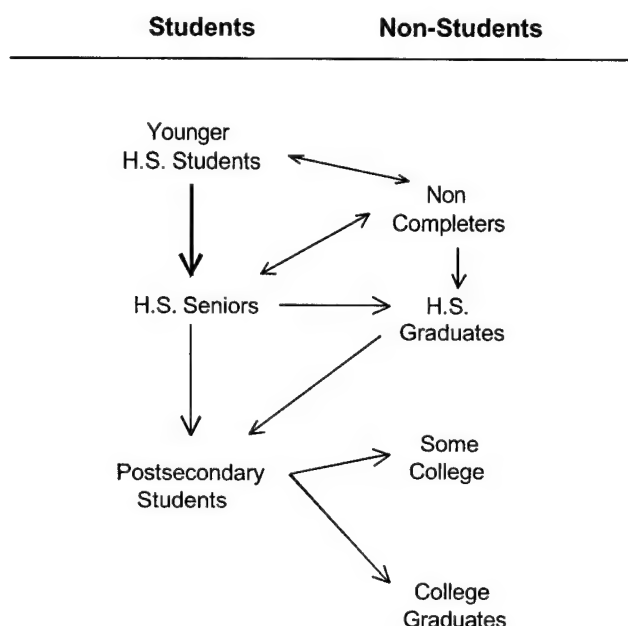 Students
Non-Students
Younger
H.S. Students
Non
Completers
H.S. Seniors
H.S.
Graduates
Postsecondary
Students
Some
College
College
Graduates